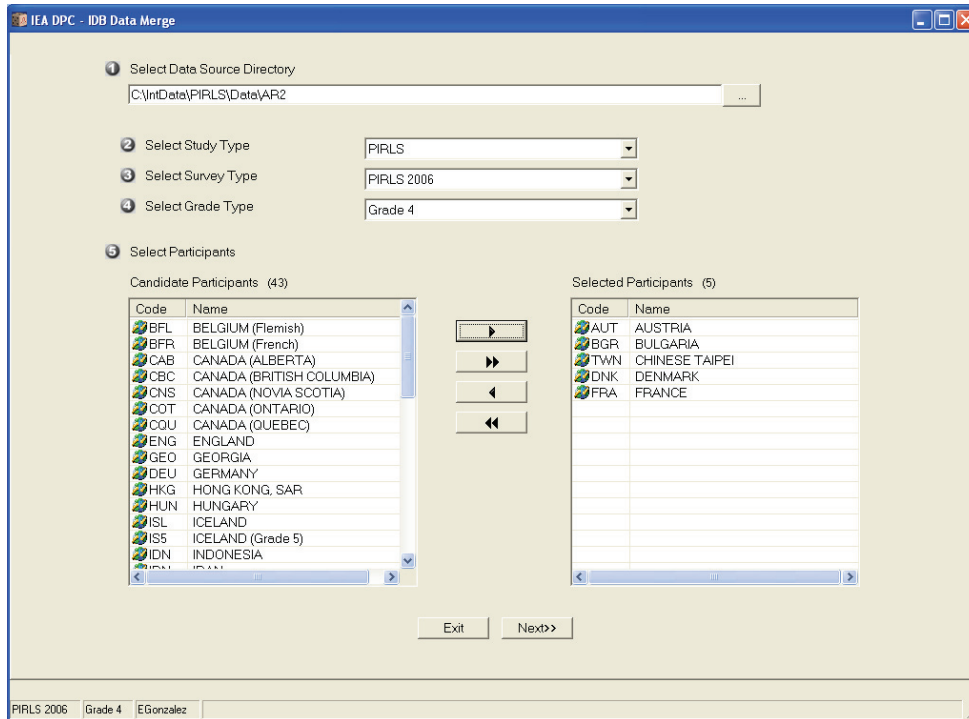 IEA DPC - IDB Data Merge
1 Select Data Source Directory
C:\IntData\PIRLS\Data\AR2
...
2 Select Study Type PIRLS
3 Select Survey Type PIRLS 2006
4 Select Grade Type Grade 4
5 Select Participants
Candidate Participants (43)
Code Name
BFL BELGIUM (Flemish)
BFR BELGIUM (French)
CAB CANADA (ALBERTA)
CBC CANADA (BRITISH COLUMBIA)
CNS CANADA (NOVIA SCOTIA)
COT CANADA (ONTARIO)
CQU CANADA (QUEBEC)
ENG ENGLAND
GEO GEORGIA
DEU GERMANY
HKG HONG KONG, SAR
HUN HUNGARY
ISL ICELAND
IS5 ICELAND (Grade 5)
IDN INDONESIA
Selected Participants (5)
Code Name
AUT AUSTRIA
BGR BULGARIA
TWN CHINESE TAIPEI
DNK DENMARK
FRA FRANCE
Exit Next>>
PIRLS 2006 Grade 4 EGonzalez